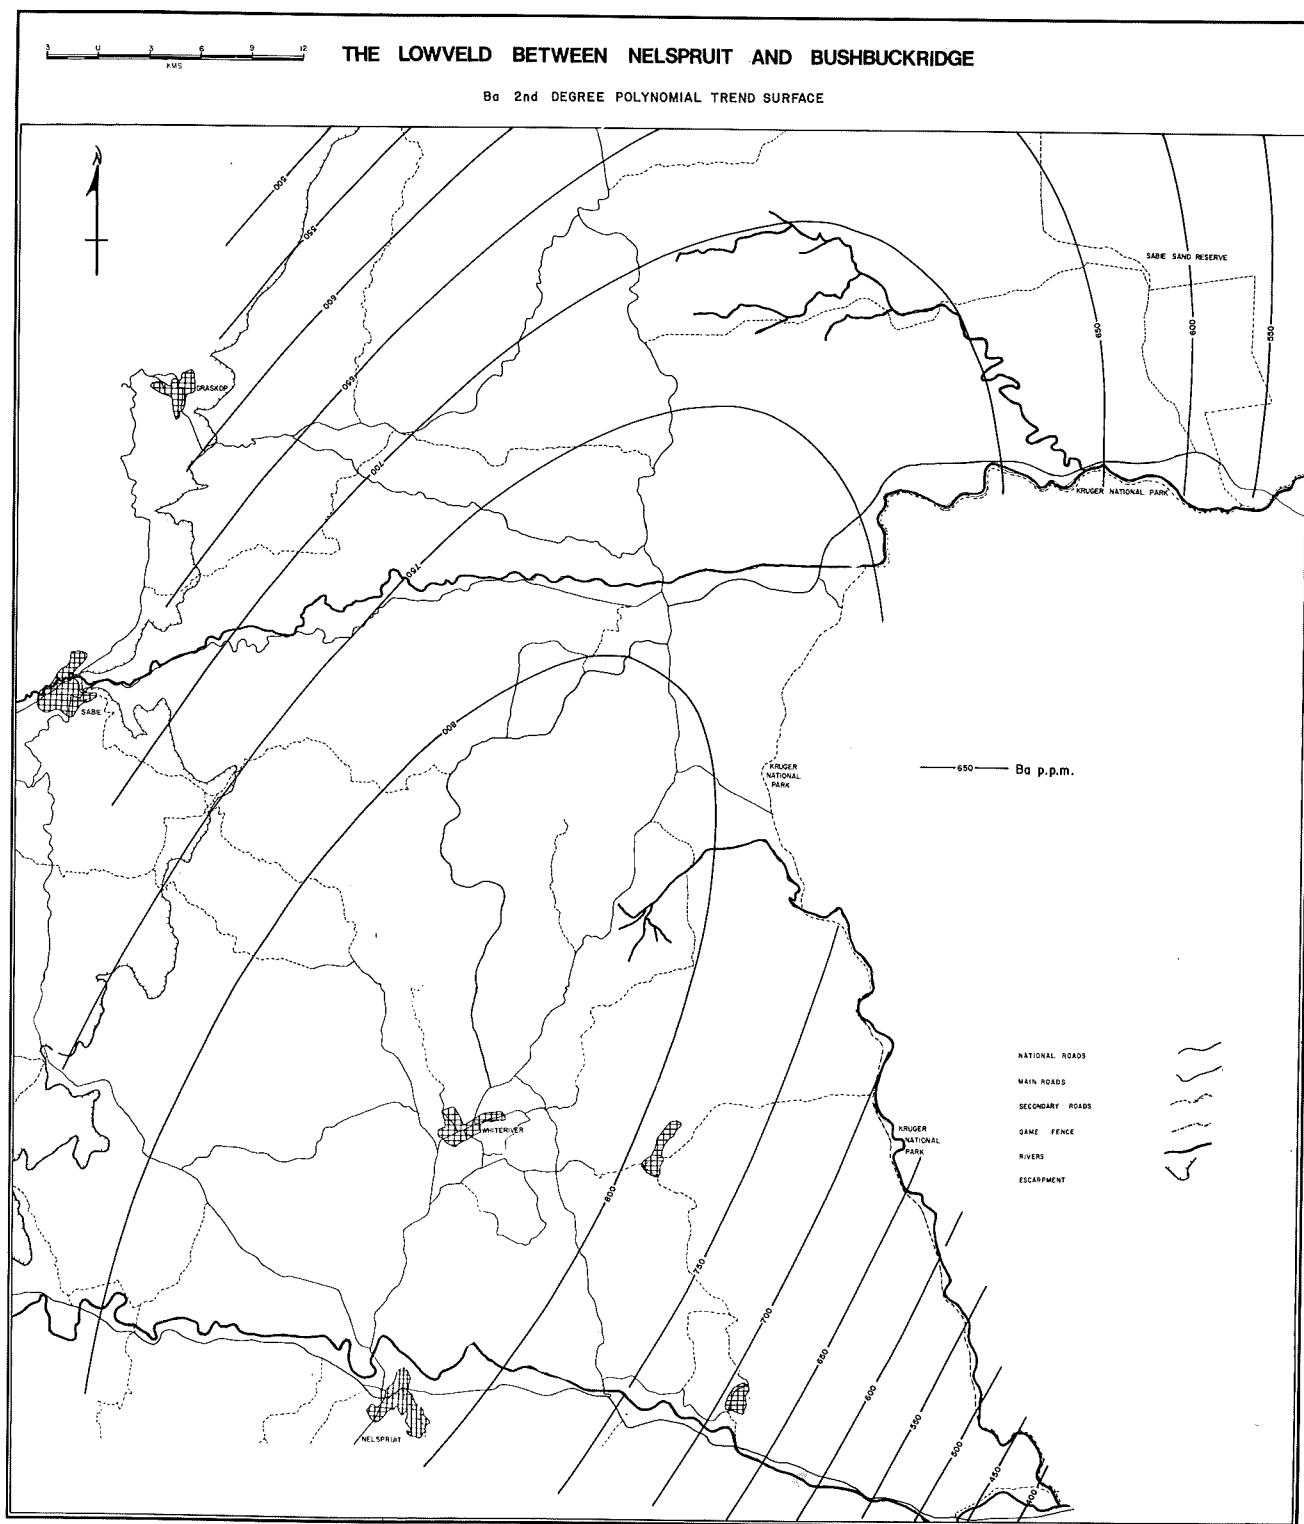 3 0 3 6 9 12
KMS
THE LOWVELD BETWEEN NELSPRUIT AND BUSHBUCKRIDGE
Ba 2nd DEGREE POLYNOMIAL TREND SURFACE
N
500
550
600
650
700
750
800
650
600
550
SABIE SAND RESERVE
GRASKOP
KRUGER NATIONAL PARK
SABIE
KRUGER
NATIONAL
PARK
650 Ba p.p.m.
NATIONAL ROADS
MAIN ROADS
SECONDARY ROADS
GAME FENCE
RIVERS
ESCARPMENT
WHITERIVER
KRUGER
NATIONAL
PARK
800
750
700
650
600
550
500
450
400
NELSPRUIT